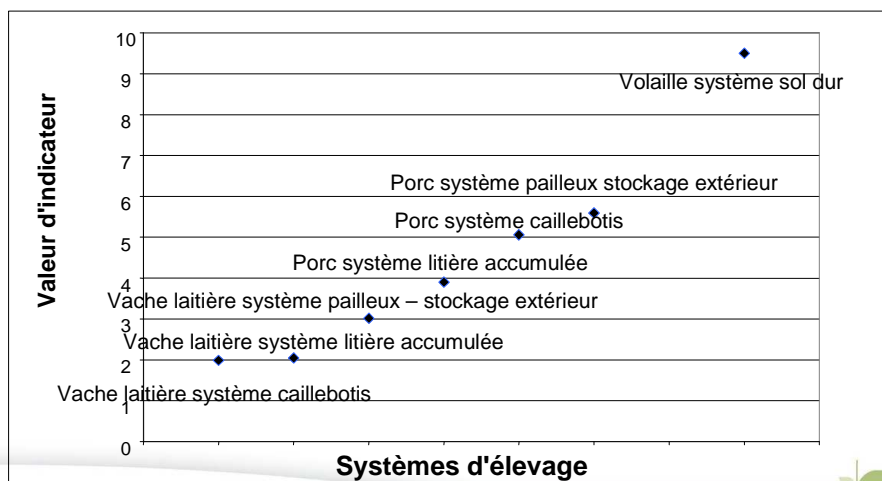 10
9
Volaille système sol dur
8
7
Porc système pailleux stockage extérieur
6
Porc système caillebotis
5
Porc système litière accumulée
4
Vache laitière système pailleux – stockage extérieur
3
Vache laitière système litière accumulée
2
Vache laitière système caillebotis
1
0
Valeur d'indicateur
Systèmes d'élevage